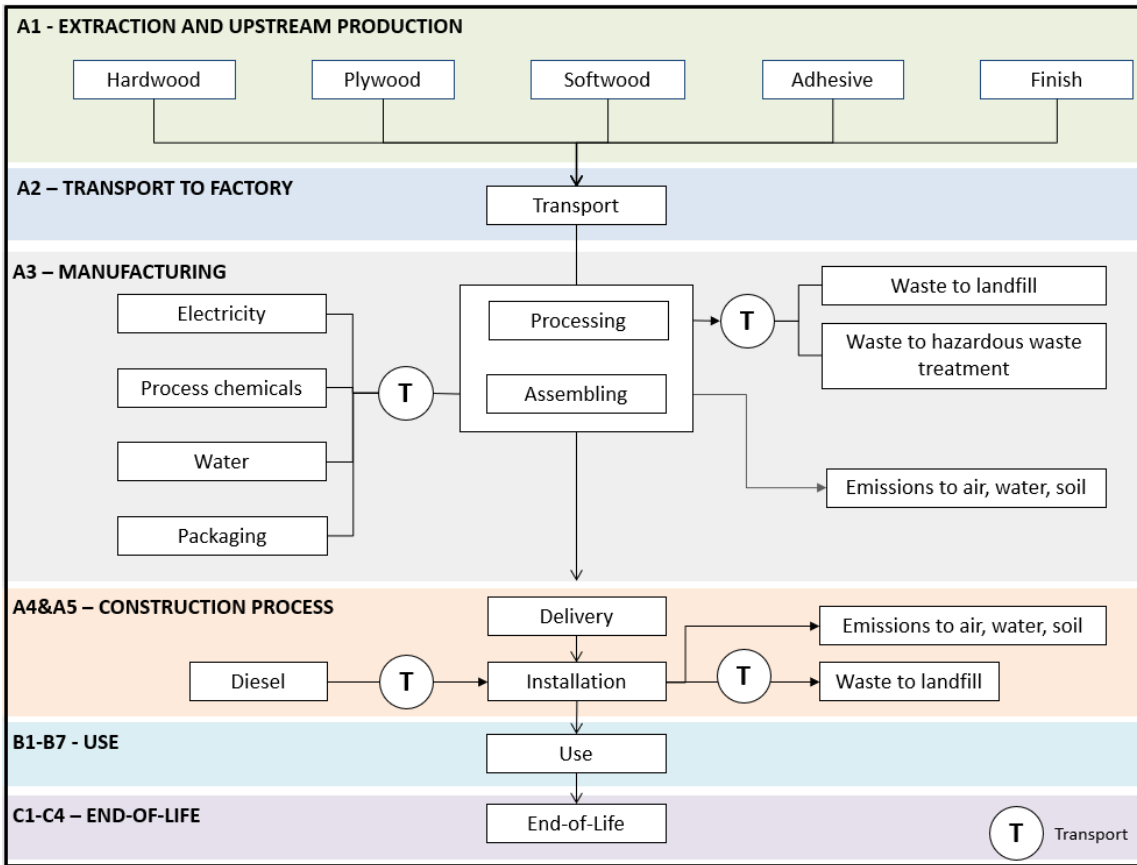 A1 - EXTRACTION AND UPSTREAM PRODUCTION
Hardwood
Plywood
Softwood
Adhesive
Finish
A2 – TRANSPORT TO FACTORY
Transport
A3 – MANUFACTURING
Electricity
Process chemicals
Water
Packaging
T
Processing
Assembling
T
Waste to landfill
Waste to hazardous waste
treatment
Emissions to air, water, soil
A4&A5 – CONSTRUCTION PROCESS
Delivery
Diesel
T
Installation
T
Emissions to air, water, soil
Waste to landfill
B1-B7 - USE
Use
C1-C4 – END-OF-LIFE
End-of-Life
T
Transport